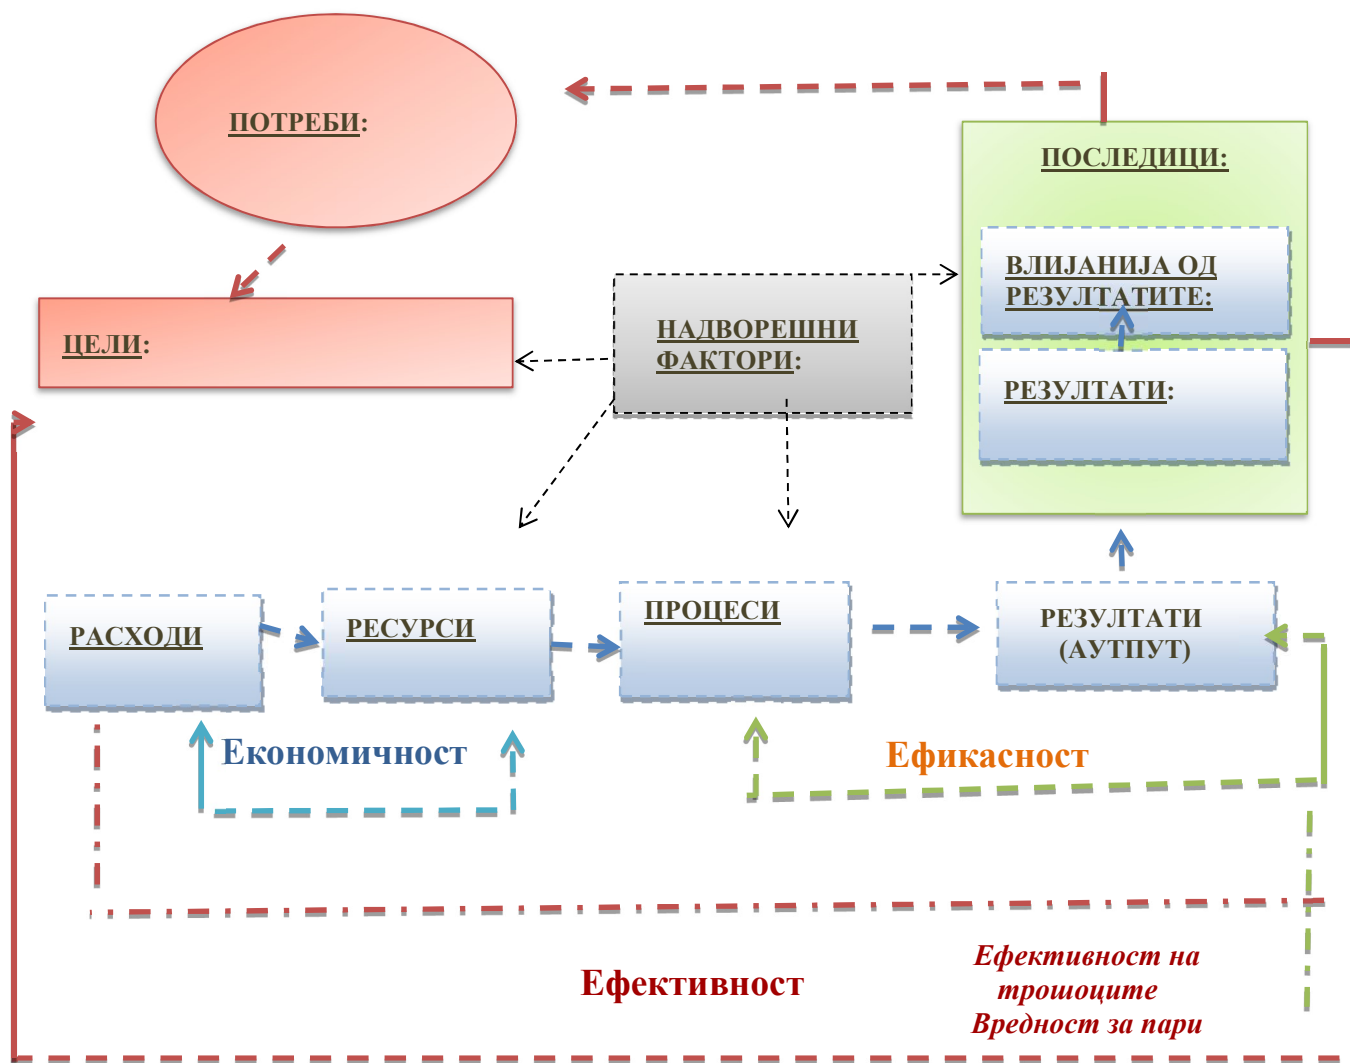 ПОТРЕБИ:
ПОСЛЕДИЦИ:
ВЛИЈАНИЈА ОД
РЕЗУЛТАТИТЕ:
ЦЕЛИ:
НАДВОРЕШНИ
ФАКТОРИ:
РЕЗУЛТАТИ:
РАСХОДИ
РЕСУРСИ
ПРОЦЕСИ
РЕЗУЛТАТИ
(АУТПУТ)
Економичност
Ефикасност
Ефективност
Ефективност на
трошоците
Вредност за пари